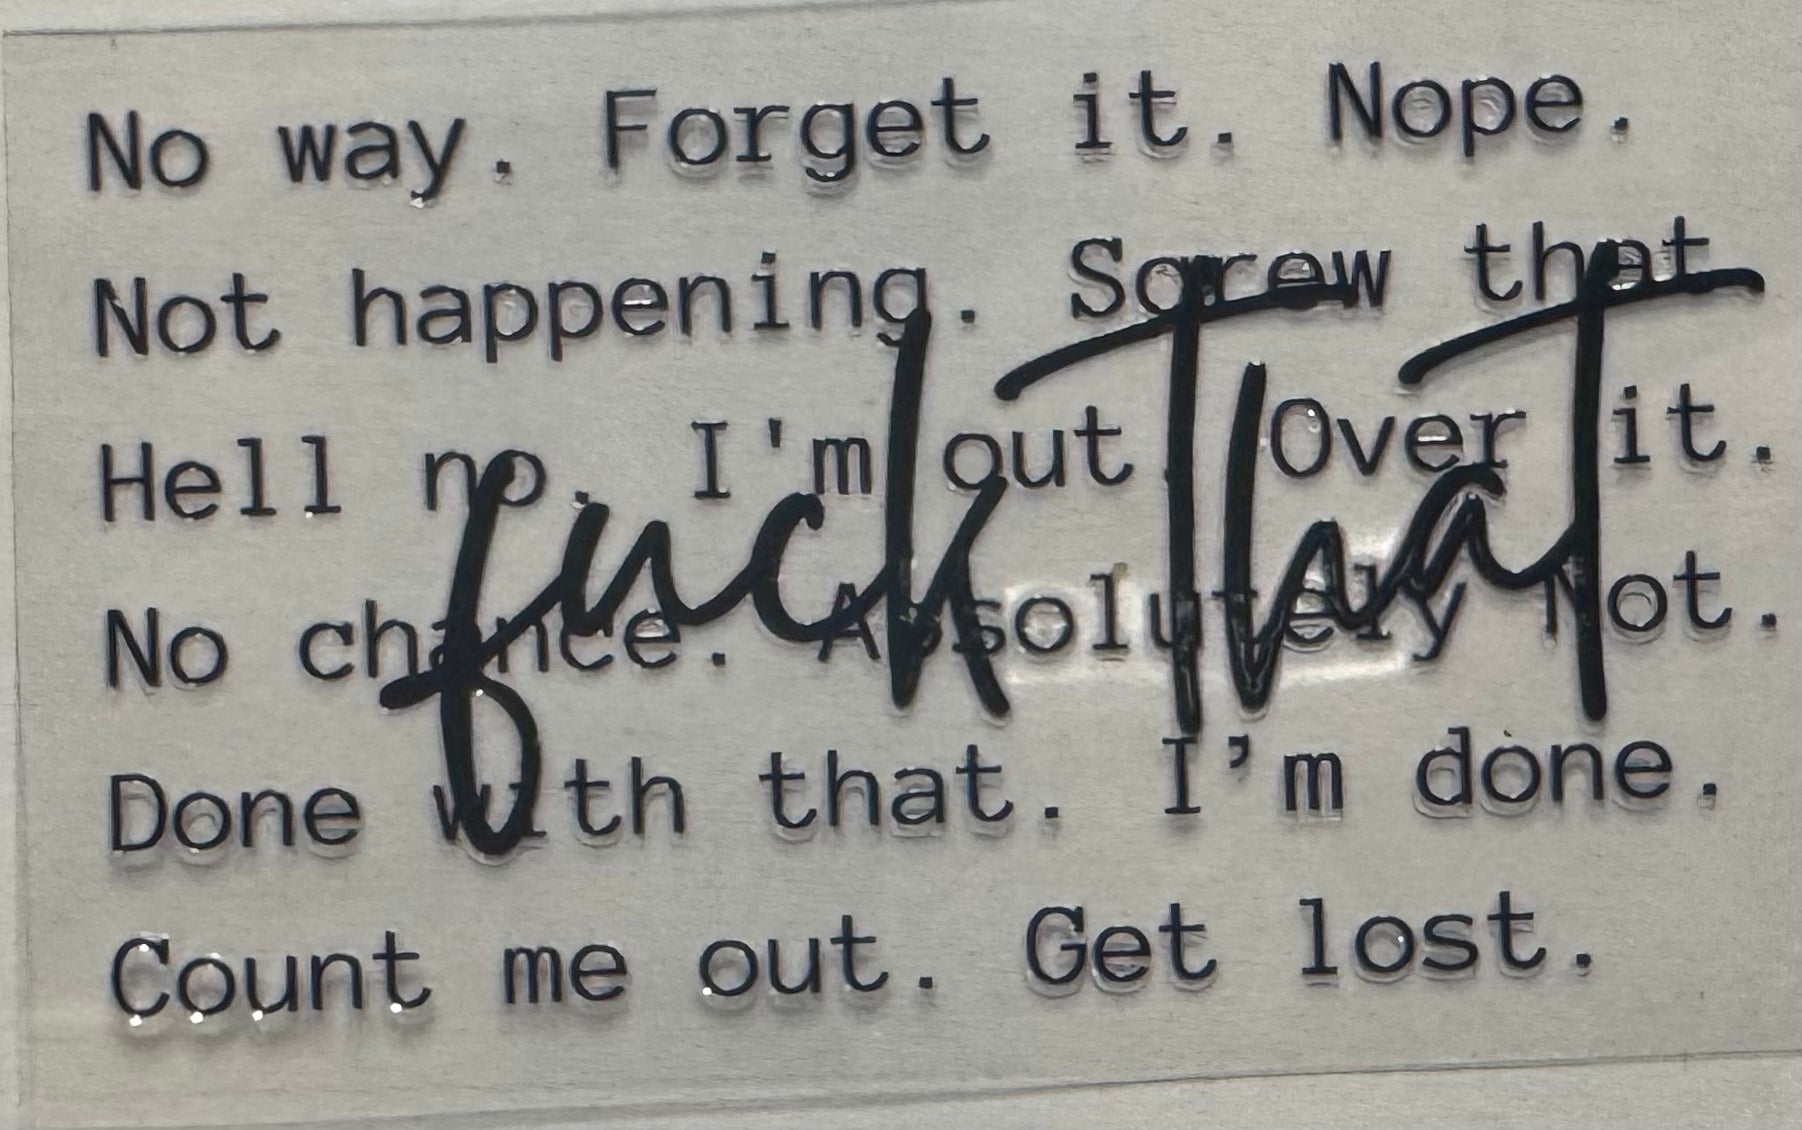 No way. Forget it. Nope.
Not happening. Screw that
Hell no. I'm out Over it.
fuck That
No chance. Absolutely Not.
Done with that. I’m done.
Count me out. Get lost.